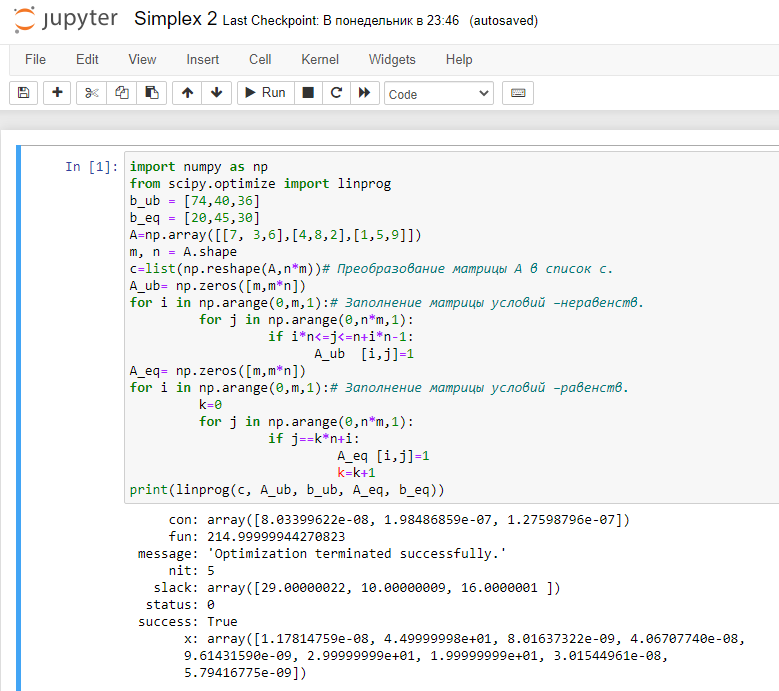 jupyter Simplex 2 Last Checkpoint: В понедельник в 23:46 (autosaved)
File Edit View Insert Cell Kernel Widgets Help
Run Code
In [1]: import numpy as np
from scipy.optimize import linprog
b_ub = [74,40,36]
b_eq = [20,45,30]
A=np.array([[7, 3,6],[4,8,2],[1,5,9]])
m, n = A.shape
c=list(np.reshape(A,n*m))# Преобразование матрицы A в список c.
A_ub= np.zeros([m,m*n])
for i in np.arange(0,m,1):# Заполнение матрицы условий –неравенств.
        for j in np.arange(0,n*m,1):
                if i*n<=j<=n+i*n-1:
                        A_ub  [i,j]=1
A_eq= np.zeros([m,m*n])
for i in np.arange(0,m,1):# Заполнение матрицы условий –равенств.
        k=0
        for j in np.arange(0,n*m,1):
                if j==k*n+i:
                        A_eq [i,j]=1
                        k=k+1
print(linprog(c, A_ub, b_ub, A_eq, b_eq))
con: array([8.03399622e-08, 1.98486859e-07, 1.27598796e-07])
fun: 214.99999944270823
message: 'Optimization terminated successfully.'
nit: 5
slack: array([29.00000022, 10.00000009, 16.0000001 ])
status: 0
success: True
x: array([1.17814759e-08, 4.49999998e+01, 8.01637322e-09, 4.06707740e-08,
9.61431590e-09, 2.99999999e+01, 1.99999999e+01, 3.01544961e-08,
5.79416775e-09])